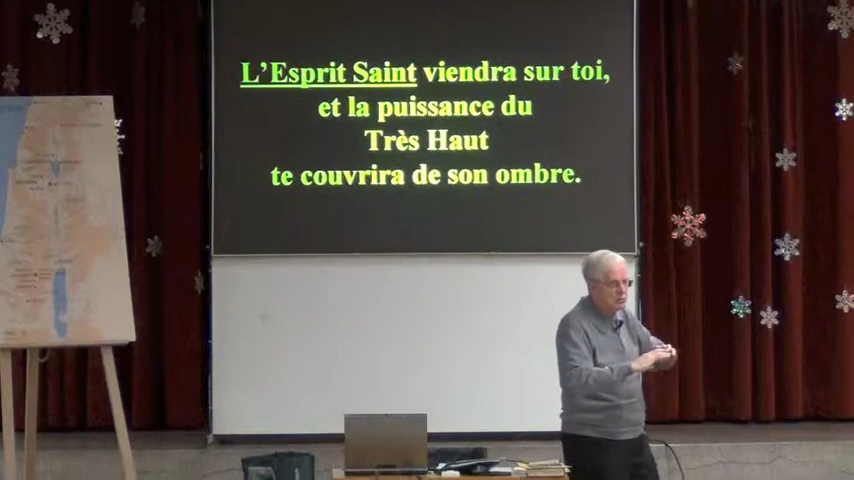 L'Esprit Saint viendra sur toi,
et la puissance du
Très Haut
te couvrira de son ombre.